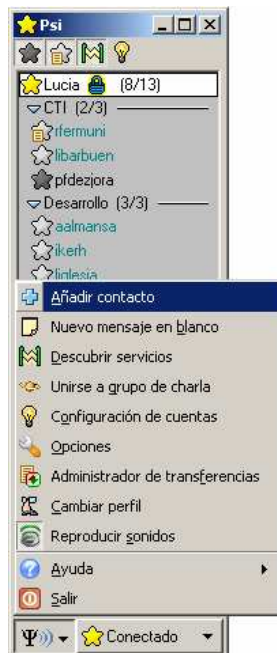 Psi
Lucia (8/13)
CTI (2/3)
rfermuni
libarbuen
pfdezjora
Desarrollo (3/3)
aalmansa
ikerh
liglesia
Añadir contacto
Nuevo mensaje en blanco
Descubrir servicios
Unirse a grupo de charla
Configuración de cuentas
Opciones
Administrador de transferencias
Cambiar perfil
Reproducir sonidos
Ayuda
Salir
Conectado